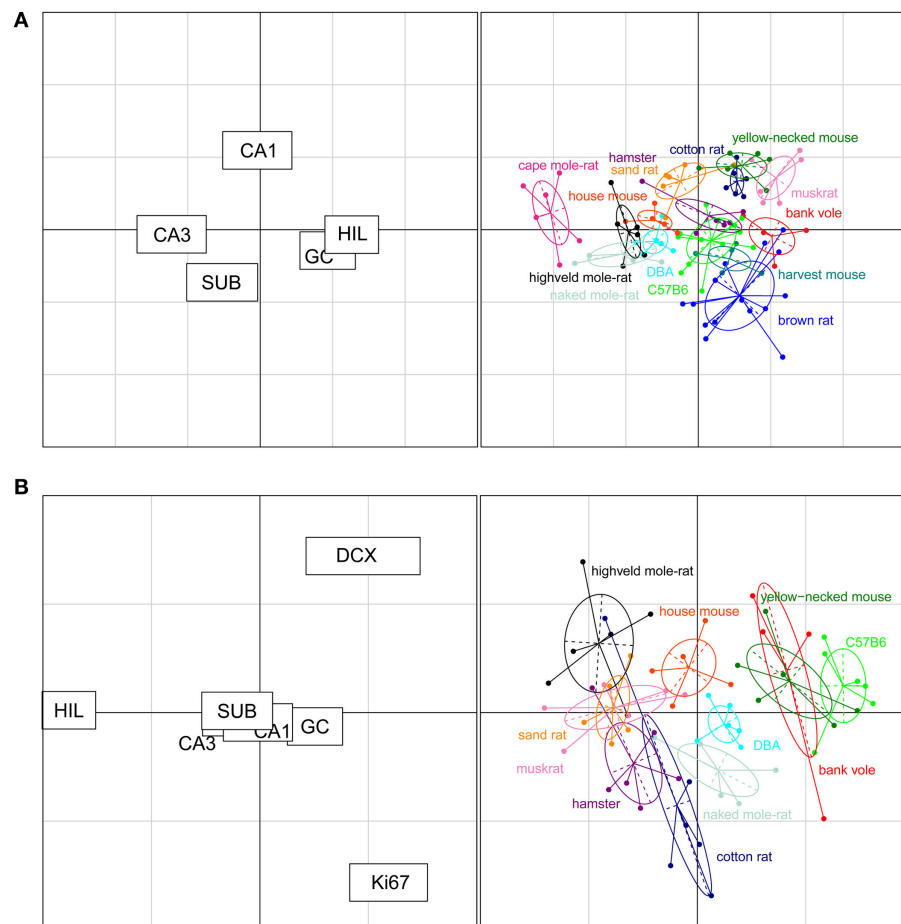 A
CA1
CA3
HIL
GC
SUB
yellow-necked mouse
cotton rat
hamster
sand rat
cape mole-rat
muskrat
house mouse
bank vole
highveld mole-rat
DBA
harvest mouse
naked mole-rat
C57B6
brown rat
B
DCX
HIL
SUB
CA3
CA1
GC
Ki67
highveld mole-rat
yellow-necked mouse
house mouse
C57B6
sand rat
DBA
muskrat
bank vole
hamster
naked mole-rat
cotton rat